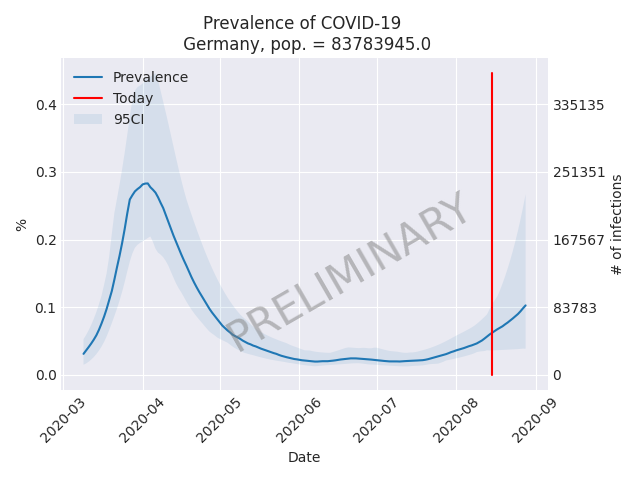 Prevalence of COVID-19
Germany, pop. = 83783945.0
Prevalence
Today
95CI
0.4
0.3
0.2
0.1
0.0
%
335135
251351
167567
83783
0
# of infections
PRELIMINARY
2020-03
2020-04
2020-05
2020-06
2020-07
2020-08
2020-09
Date